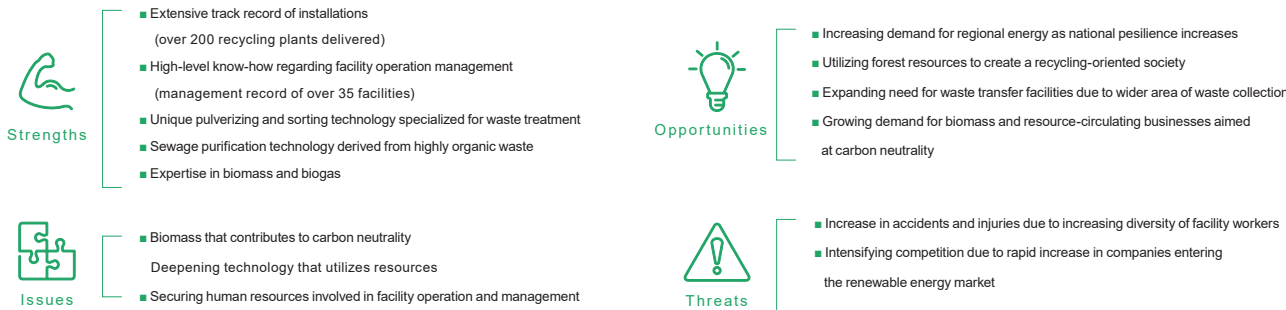 Strengths
■ Extensive track record of installations
(over 200 recycling plants delivered)
■ High-level know-how regarding facility operation management
(management record of over 35 facilities)
■ Unique pulverizing and sorting technology specialized for waste treatment
■ Sewage purification technology derived from highly organic waste
■ Expertise in biomass and biogas
Opportunities
■ Increasing demand for regional energy as national pesilience increases
■ Utilizing forest resources to create a recycling-oriented society
■ Expanding need for waste transfer facilities due to wider area of waste collection
■ Growing demand for biomass and resource-circulating businesses aimed
at carbon neutrality
Issues
■ Biomass that contributes to carbon neutrality
Deepening technology that utilizes resources
■ Securing human resources involved in facility operation and management
Threats
■ Increase in accidents and injuries due to increasing diversity of facility workers
■ Intensifying competition due to rapid increase in companies entering
the renewable energy market